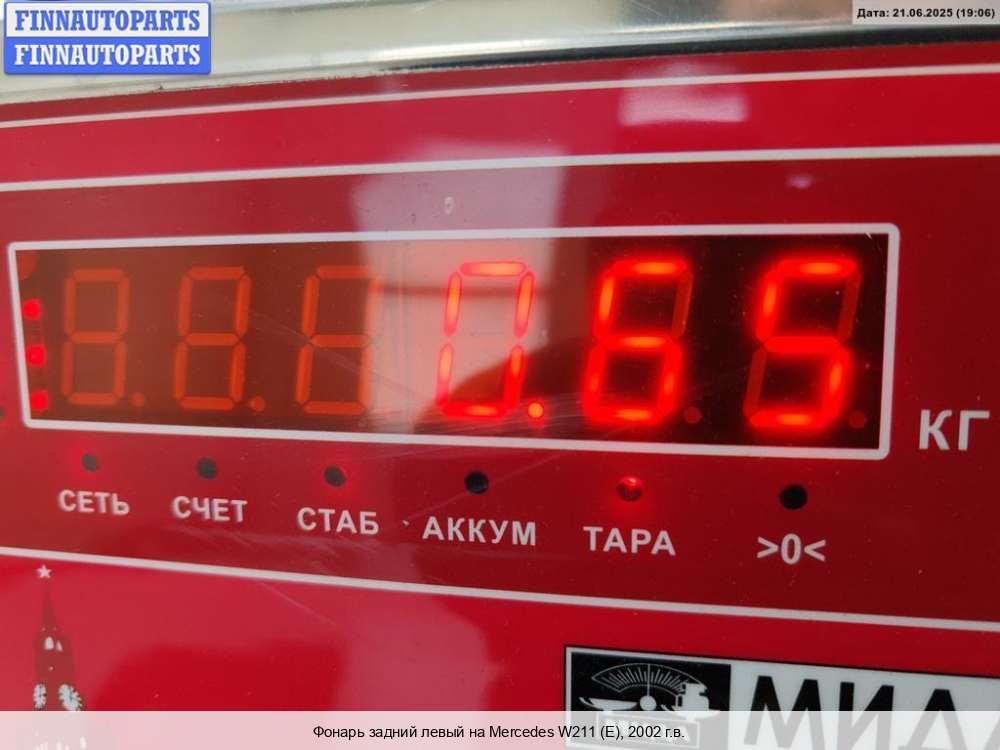 FINNAUTOPARTS
FINNAUTOPARTS
Дата: 21.06.2025 (19:06)
0.65
КГ
СЕТЬ СЧЕТ СТАБ АККУМ ТАРА >0<
Фонарь задний левый на Mercedes W211 (E), 2002 г.в.